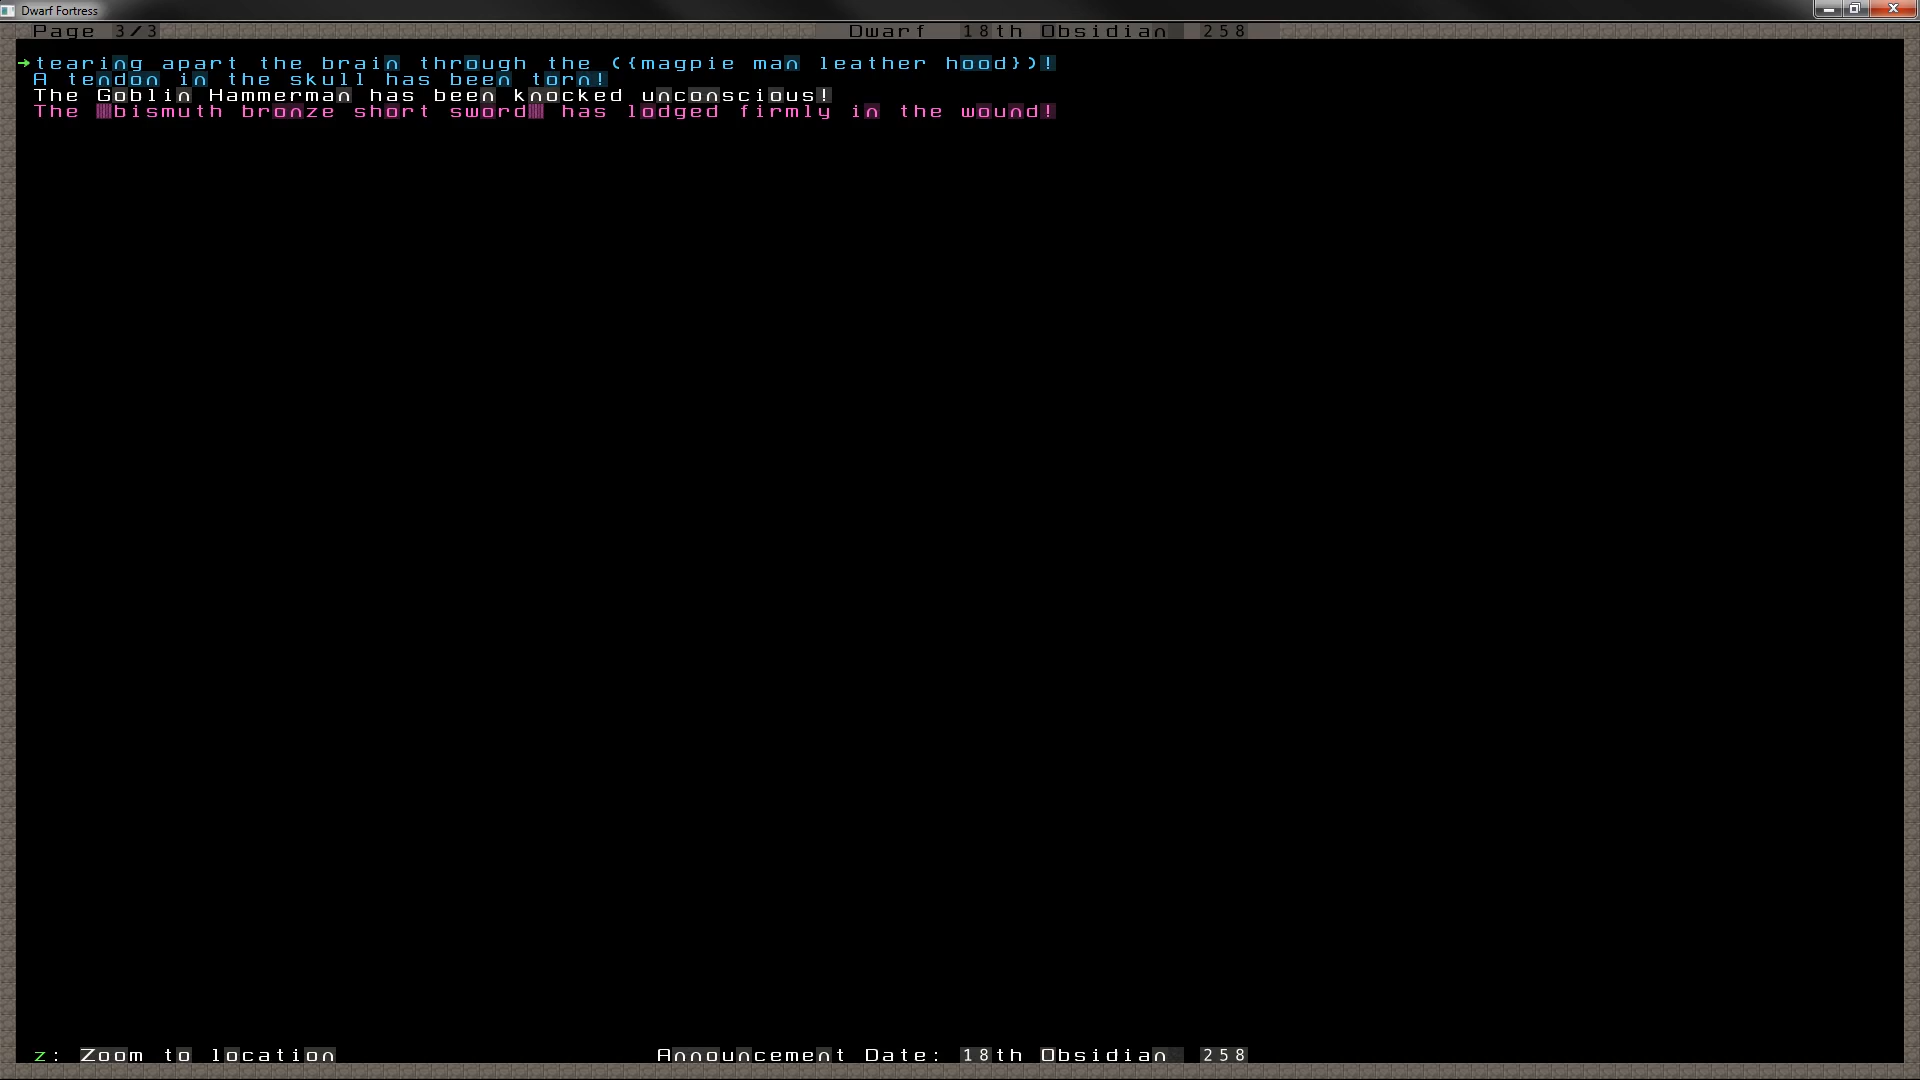 Dwarf Fortress
Page 3/3 Dwarf 18th Obsidian 258
→tearing apart the brain through the ({magpie man leather hood})!
A tendon in the skull has been torn!
The Goblin Hammerman has been knocked unconscious!
The ▒bismuth bronze short sword▒ has lodged firmly in the wound!
z: Zoom to location Announcement Date: 18th Obsidian 258